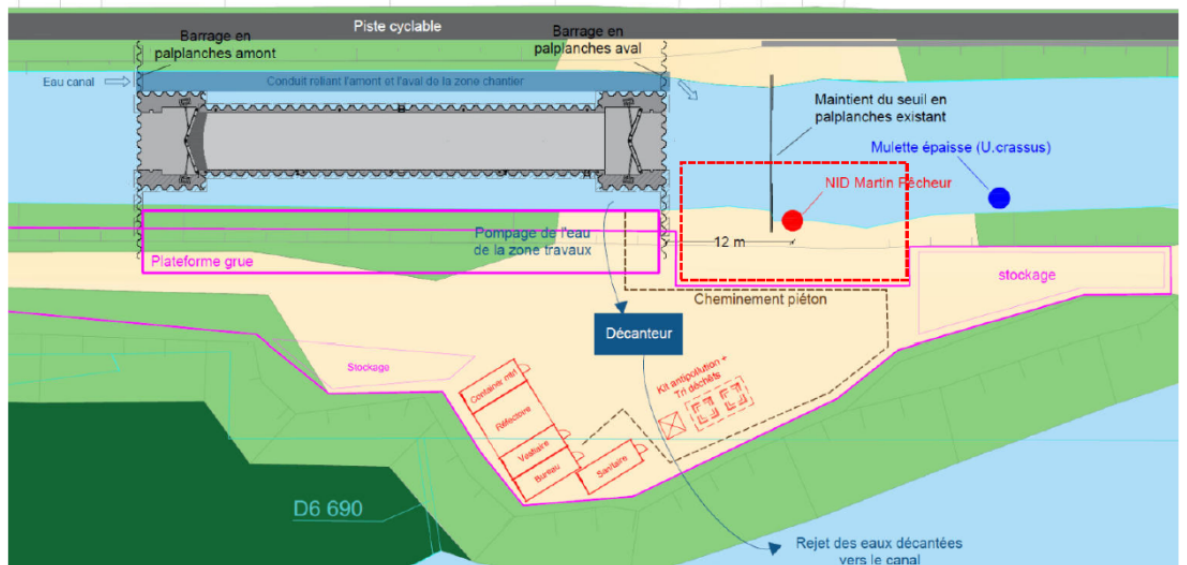 Piste cyclable
Barrage en
palplanches amont
Barrage en
palplanches aval
Eau canal
Conduit reliant l'amont et l'aval de la zone chantier
Maintient du seuil en
palplanches existant
Mulette épaisse (U.crassus)
NID Martin Pêcheur
Pompage de l'eau
de la zone travaux
12 m
Plateforme grue
stockage
Cheminement piéton
Décanteur
Stockage
Kit antipollution +
Tri déchêts
Container mtrl
Réfectoire
Vestiaire
Bureau
Sanitaire
D6 690
Rejet des eaux décantées
vers le canal